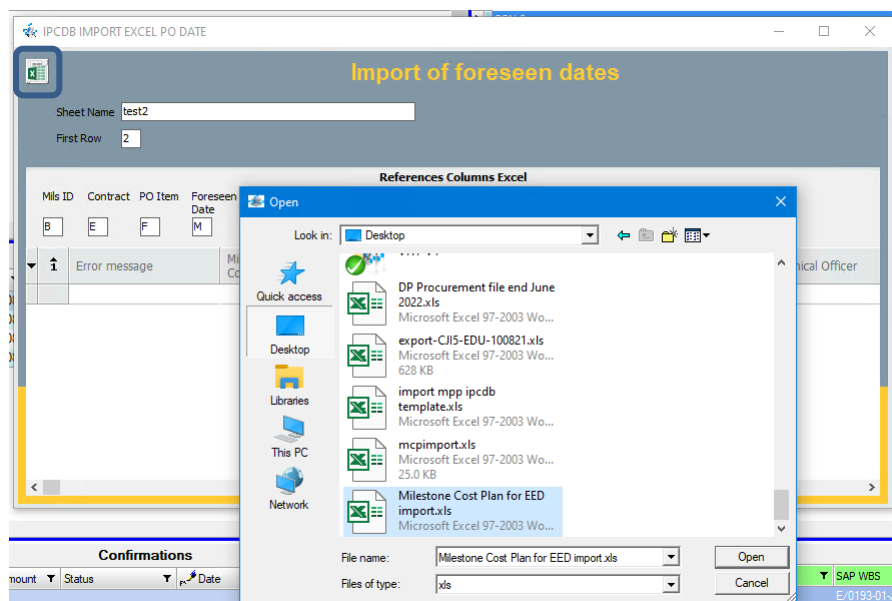 IPCDB IMPORT EXCEL PO DATE
Import of foreseen dates
Sheet Name test2
First Row 2
References Columns Excel
Mils ID Contract PO Item Foreseen
Date
B E F M
Error message
nical Officer
Open
Look in: Desktop
Quick access
Desktop
Libraries
This PC
Network
DP Procurement file end June
2022.xls
Microsoft Excel 97-2003 Wo...
export-CJI5-EDU-100821.xls
Microsoft Excel 97-2003 Wo...
628 KB
import mpp ipcdb
template.xls
Microsoft Excel 97-2003 Wo...
mcpimport.xls
Microsoft Excel 97-2003 Wo...
25.0 KB
Milestone Cost Plan for EED
import.xls
Microsoft Excel 97-2003 Wo...
File name: Milestone Cost Plan for EED import.xls Open
Files of type: xls Cancel
Confirmations
mount Status Date
SAP WBS
E/0193-01-